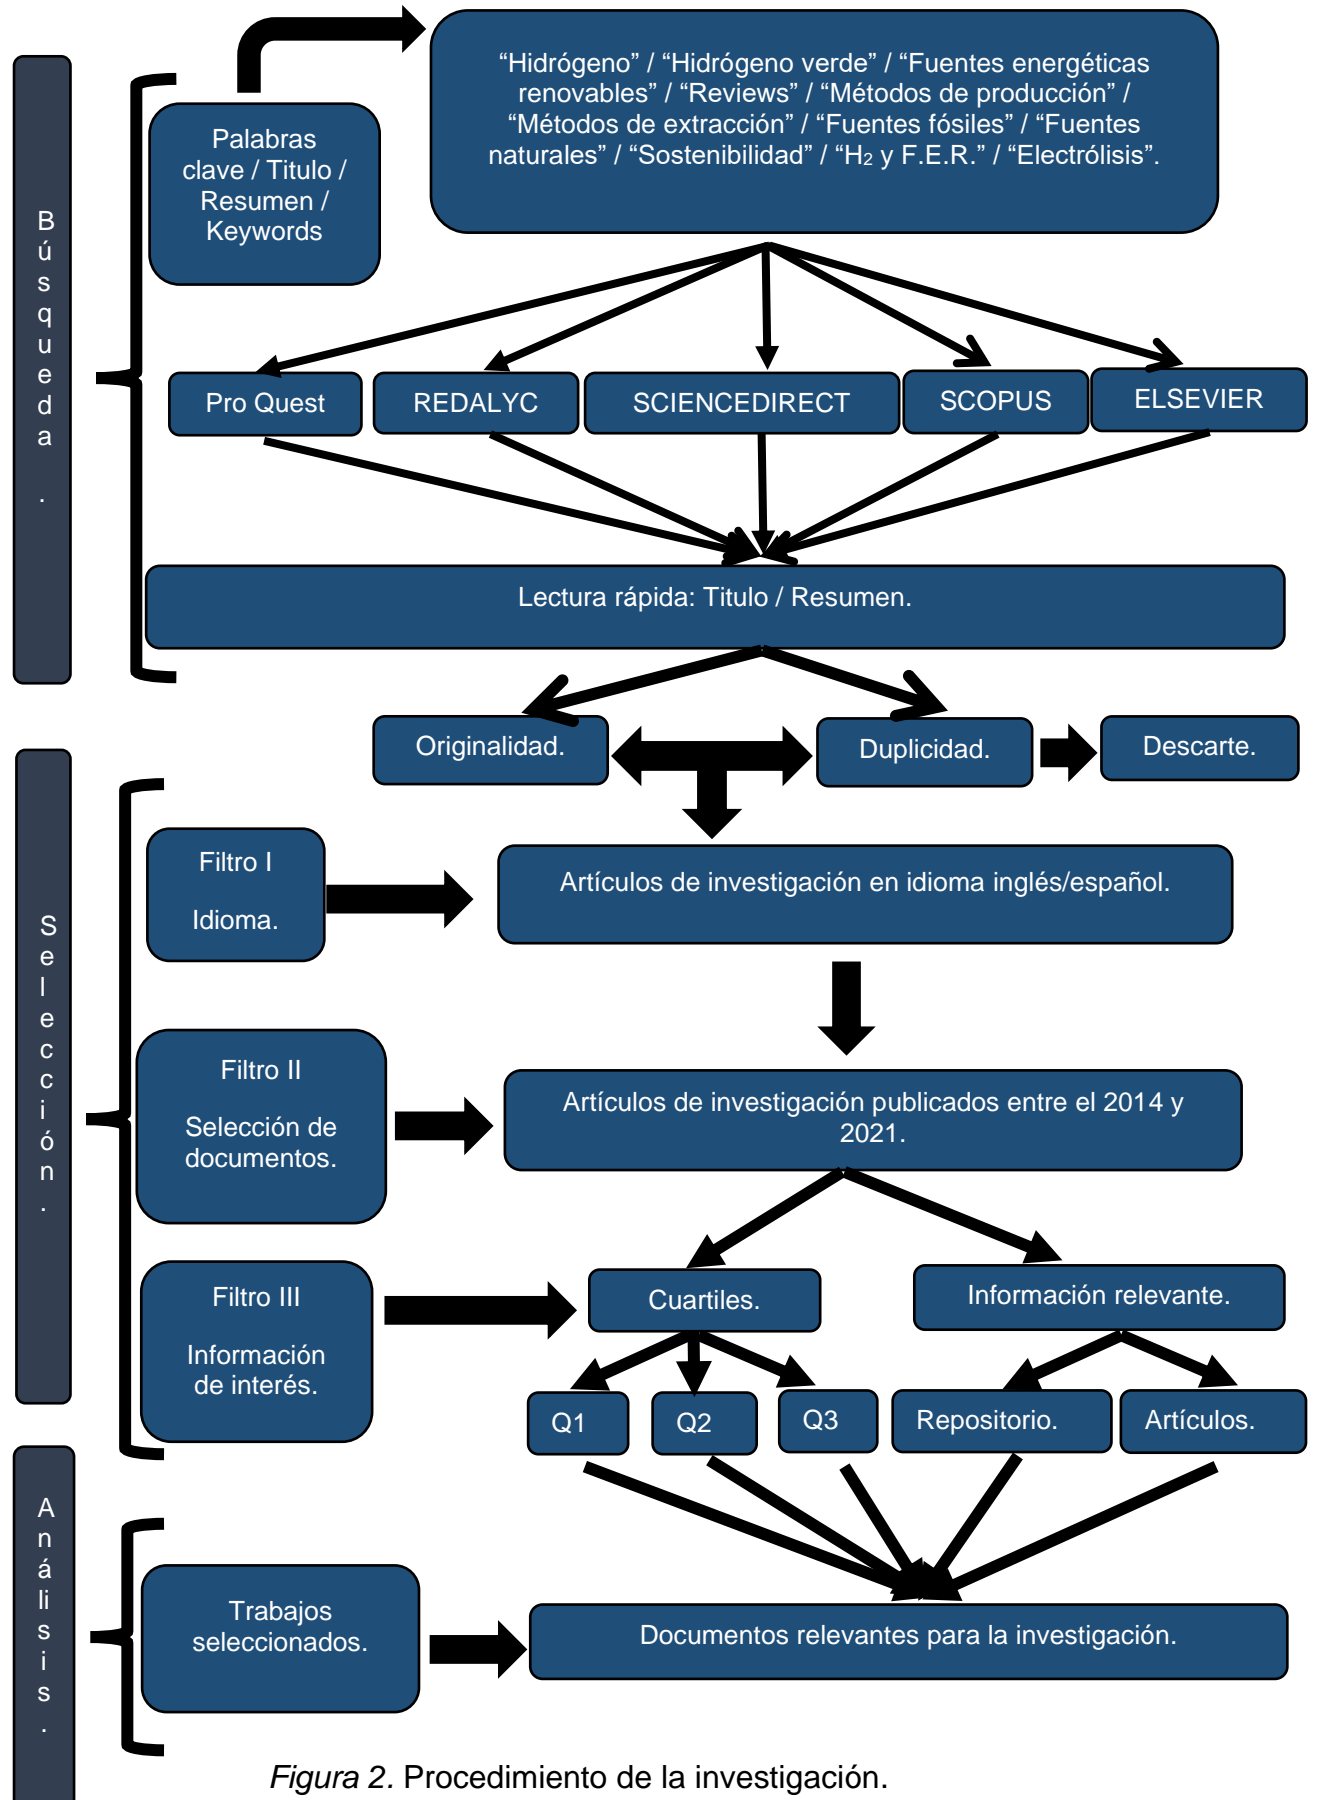 “Hidrógeno” / “Hidrógeno verde” / “Fuentes energéticas
renovables” / “Reviews” / “Métodos de producción” /
“Métodos de extracción” / “Fuentes fósiles” / “Fuentes
naturales” / “Sostenibilidad” / “H₂ y F.E.R.” / “Electrólisis”.
Palabras
clave / Titulo /
Resumen /
Keywords
Búsqueda.
Pro Quest
REDALYC
SCIENCEDIRECT
SCOPUS
ELSEVIER
Lectura rápida: Titulo / Resumen.
Originalidad.
Duplicidad.
Descarte.
Selección.
Filtro I
Idioma.
Artículos de investigación en idioma inglés/español.
Filtro II
Selección de
documentos.
Artículos de investigación publicados entre el 2014 y
2021.
Filtro III
Información
de interés.
Cuartiles.
Información relevante.
Q1
Q2
Q3
Repositorio.
Artículos.
Análisis.
Trabajos
seleccionados.
Documentos relevantes para la investigación.
Figura 2. Procedimiento de la investigación.